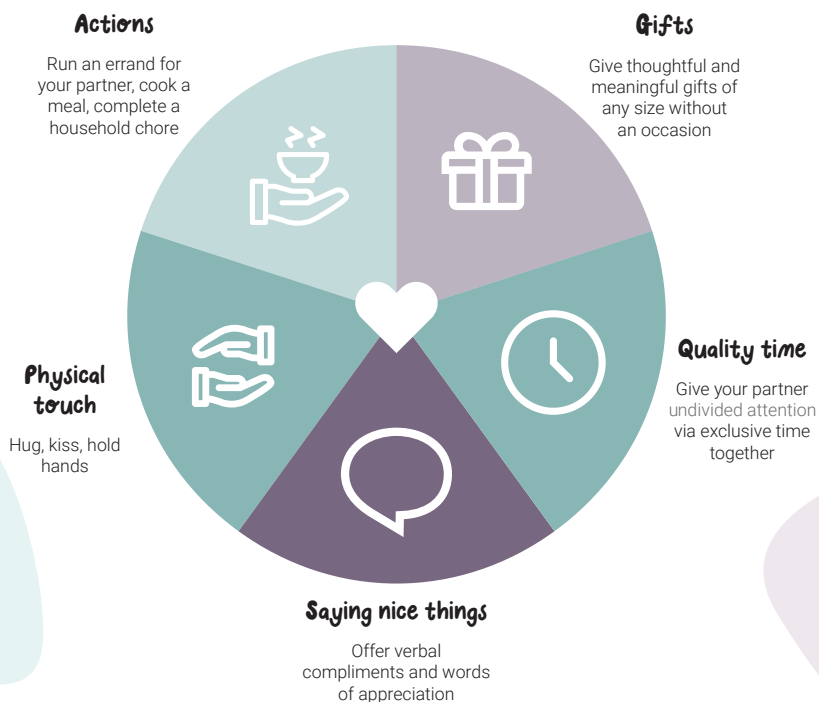 Actions
Run an errand for
your partner, cook a
meal, complete a
household chore
Gifts
Give thoughtful and
meaningful gifts of
any size without
an occasion
Quality time
Give your partner
undivided attention
via exclusive time
together
Physical
touch
Hug, kiss, hold
hands
Saying nice things
Offer verbal
compliments and words
of appreciation